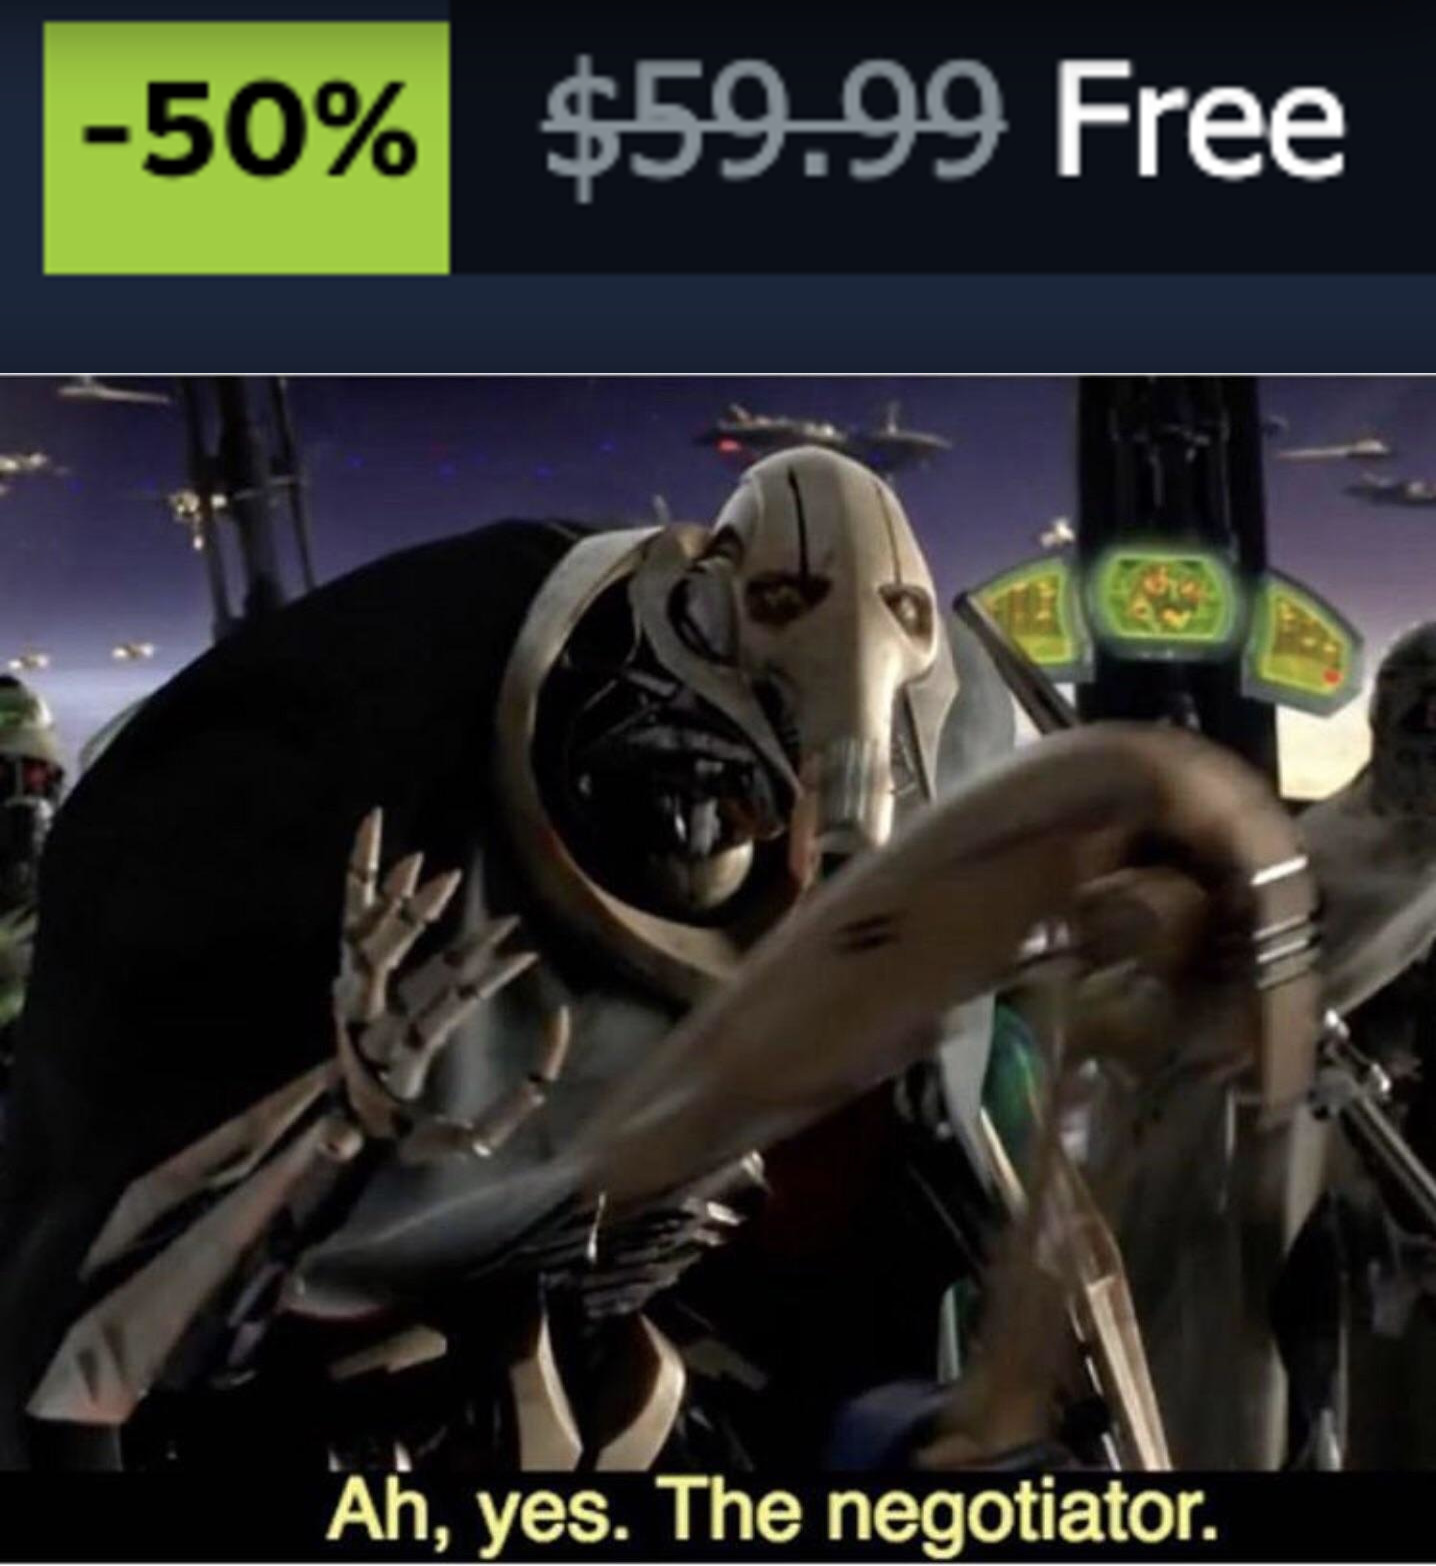 -50% $59.99 Free
Ah, yes. The negotiator.